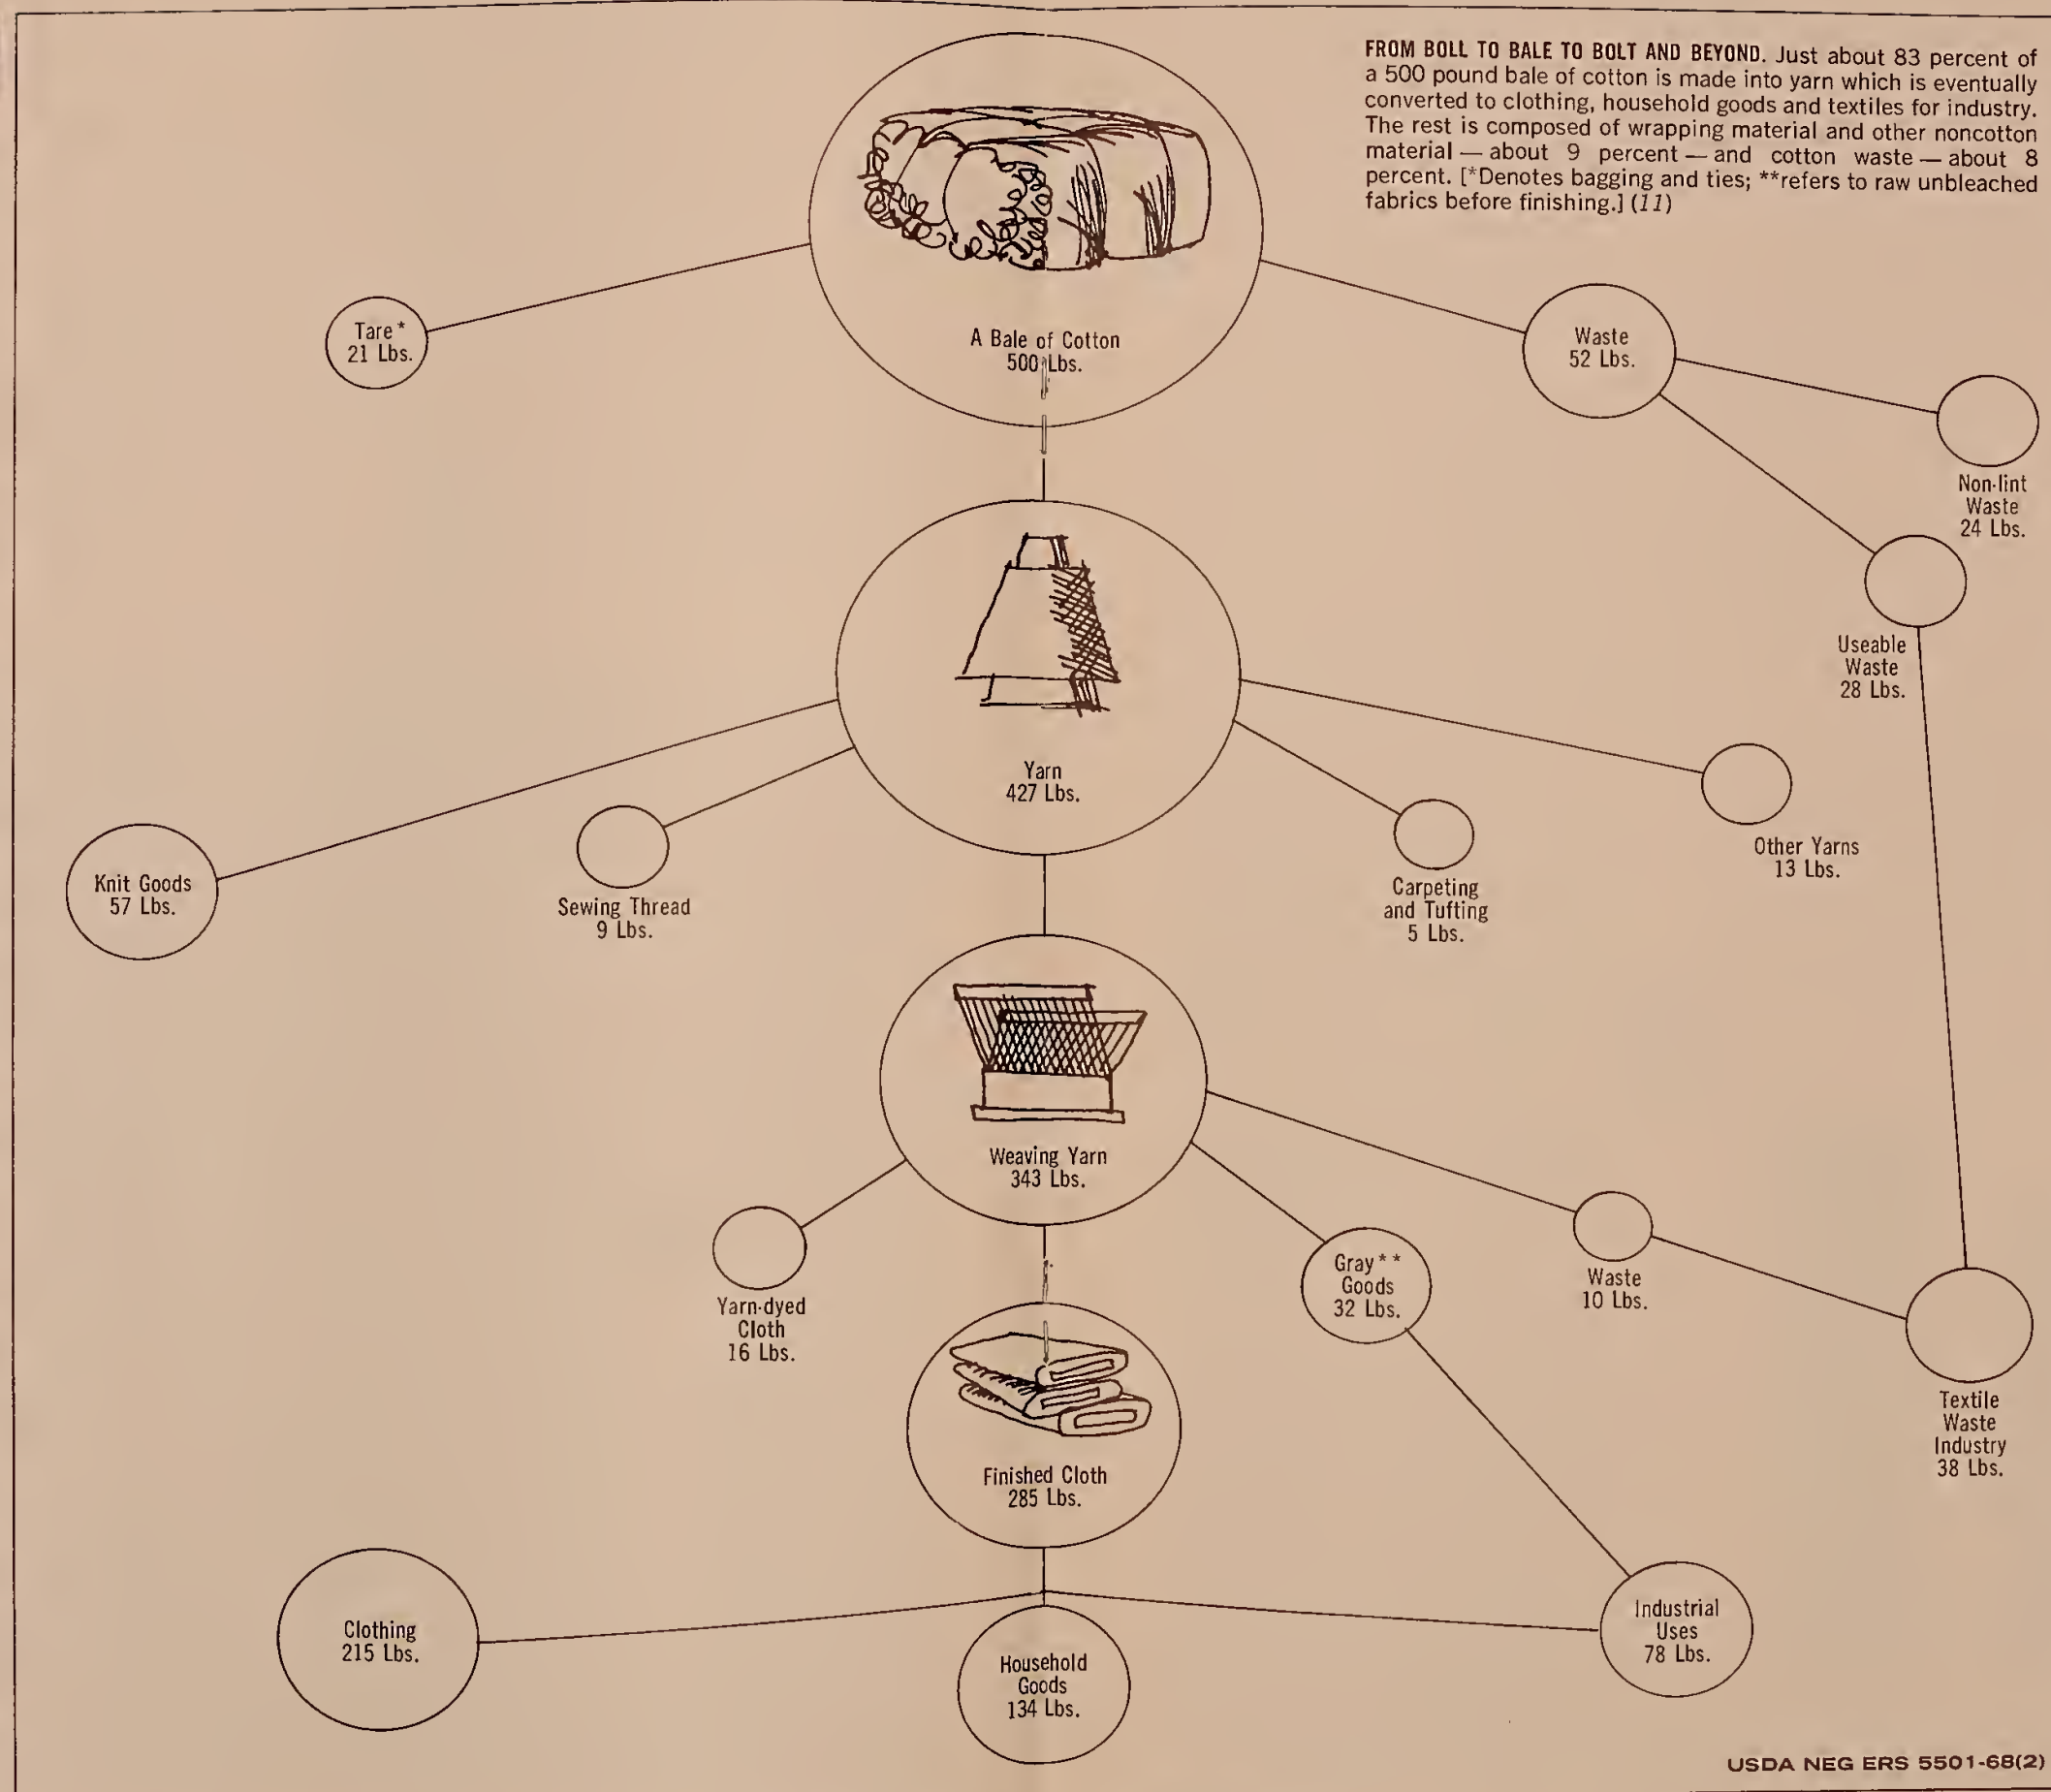 FROM BOLL TO BALE TO BOLT AND BEYOND. Just about 83 percent of
a 500 pound bale of cotton is made into yarn which is eventually
converted to clothing, household goods and textiles for industry.
The rest is composed of wrapping material and other noncotton
material — about 9 percent — and cotton waste — about 8
percent. [*Denotes bagging and ties; **refers to raw unbleached
fabrics before finishing.] (11)
A Bale of Cotton
500 Lbs.
Tare*
21 Lbs.
Waste
52 Lbs.
Non-lint
Waste
24 Lbs.
Useable
Waste
28 Lbs.
Yarn
427 Lbs.
Knit Goods
57 Lbs.
Sewing Thread
9 Lbs.
Carpeting
and Tufting
5 Lbs.
Other Yarns
13 Lbs.
Weaving Yarn
343 Lbs.
Yarn-dyed
Cloth
16 Lbs.
Gray**
Goods
32 Lbs.
Waste
10 Lbs.
Textile
Waste
Industry
38 Lbs.
Finished Cloth
285 Lbs.
Clothing
215 Lbs.
Household
Goods
134 Lbs.
Industrial
Uses
78 Lbs.
USDA NEG ERS 5501-68(2)